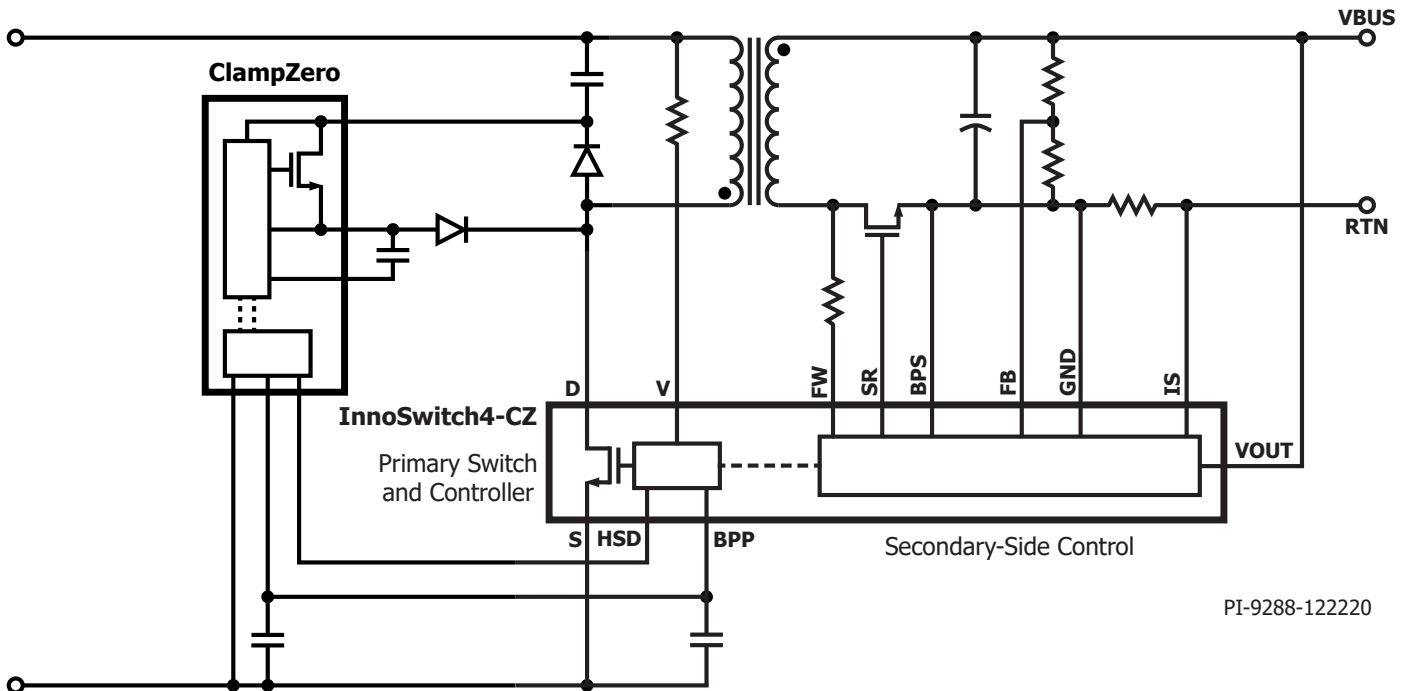 VBUS
ClampZero
RTN
D
V
FW
SR
BPS
FB
GND
IS
InnoSwitch4-CZ
VOUT
Primary Switch
and Controller
S
HSD
BPP
Secondary-Side Control
PI-9288-122220